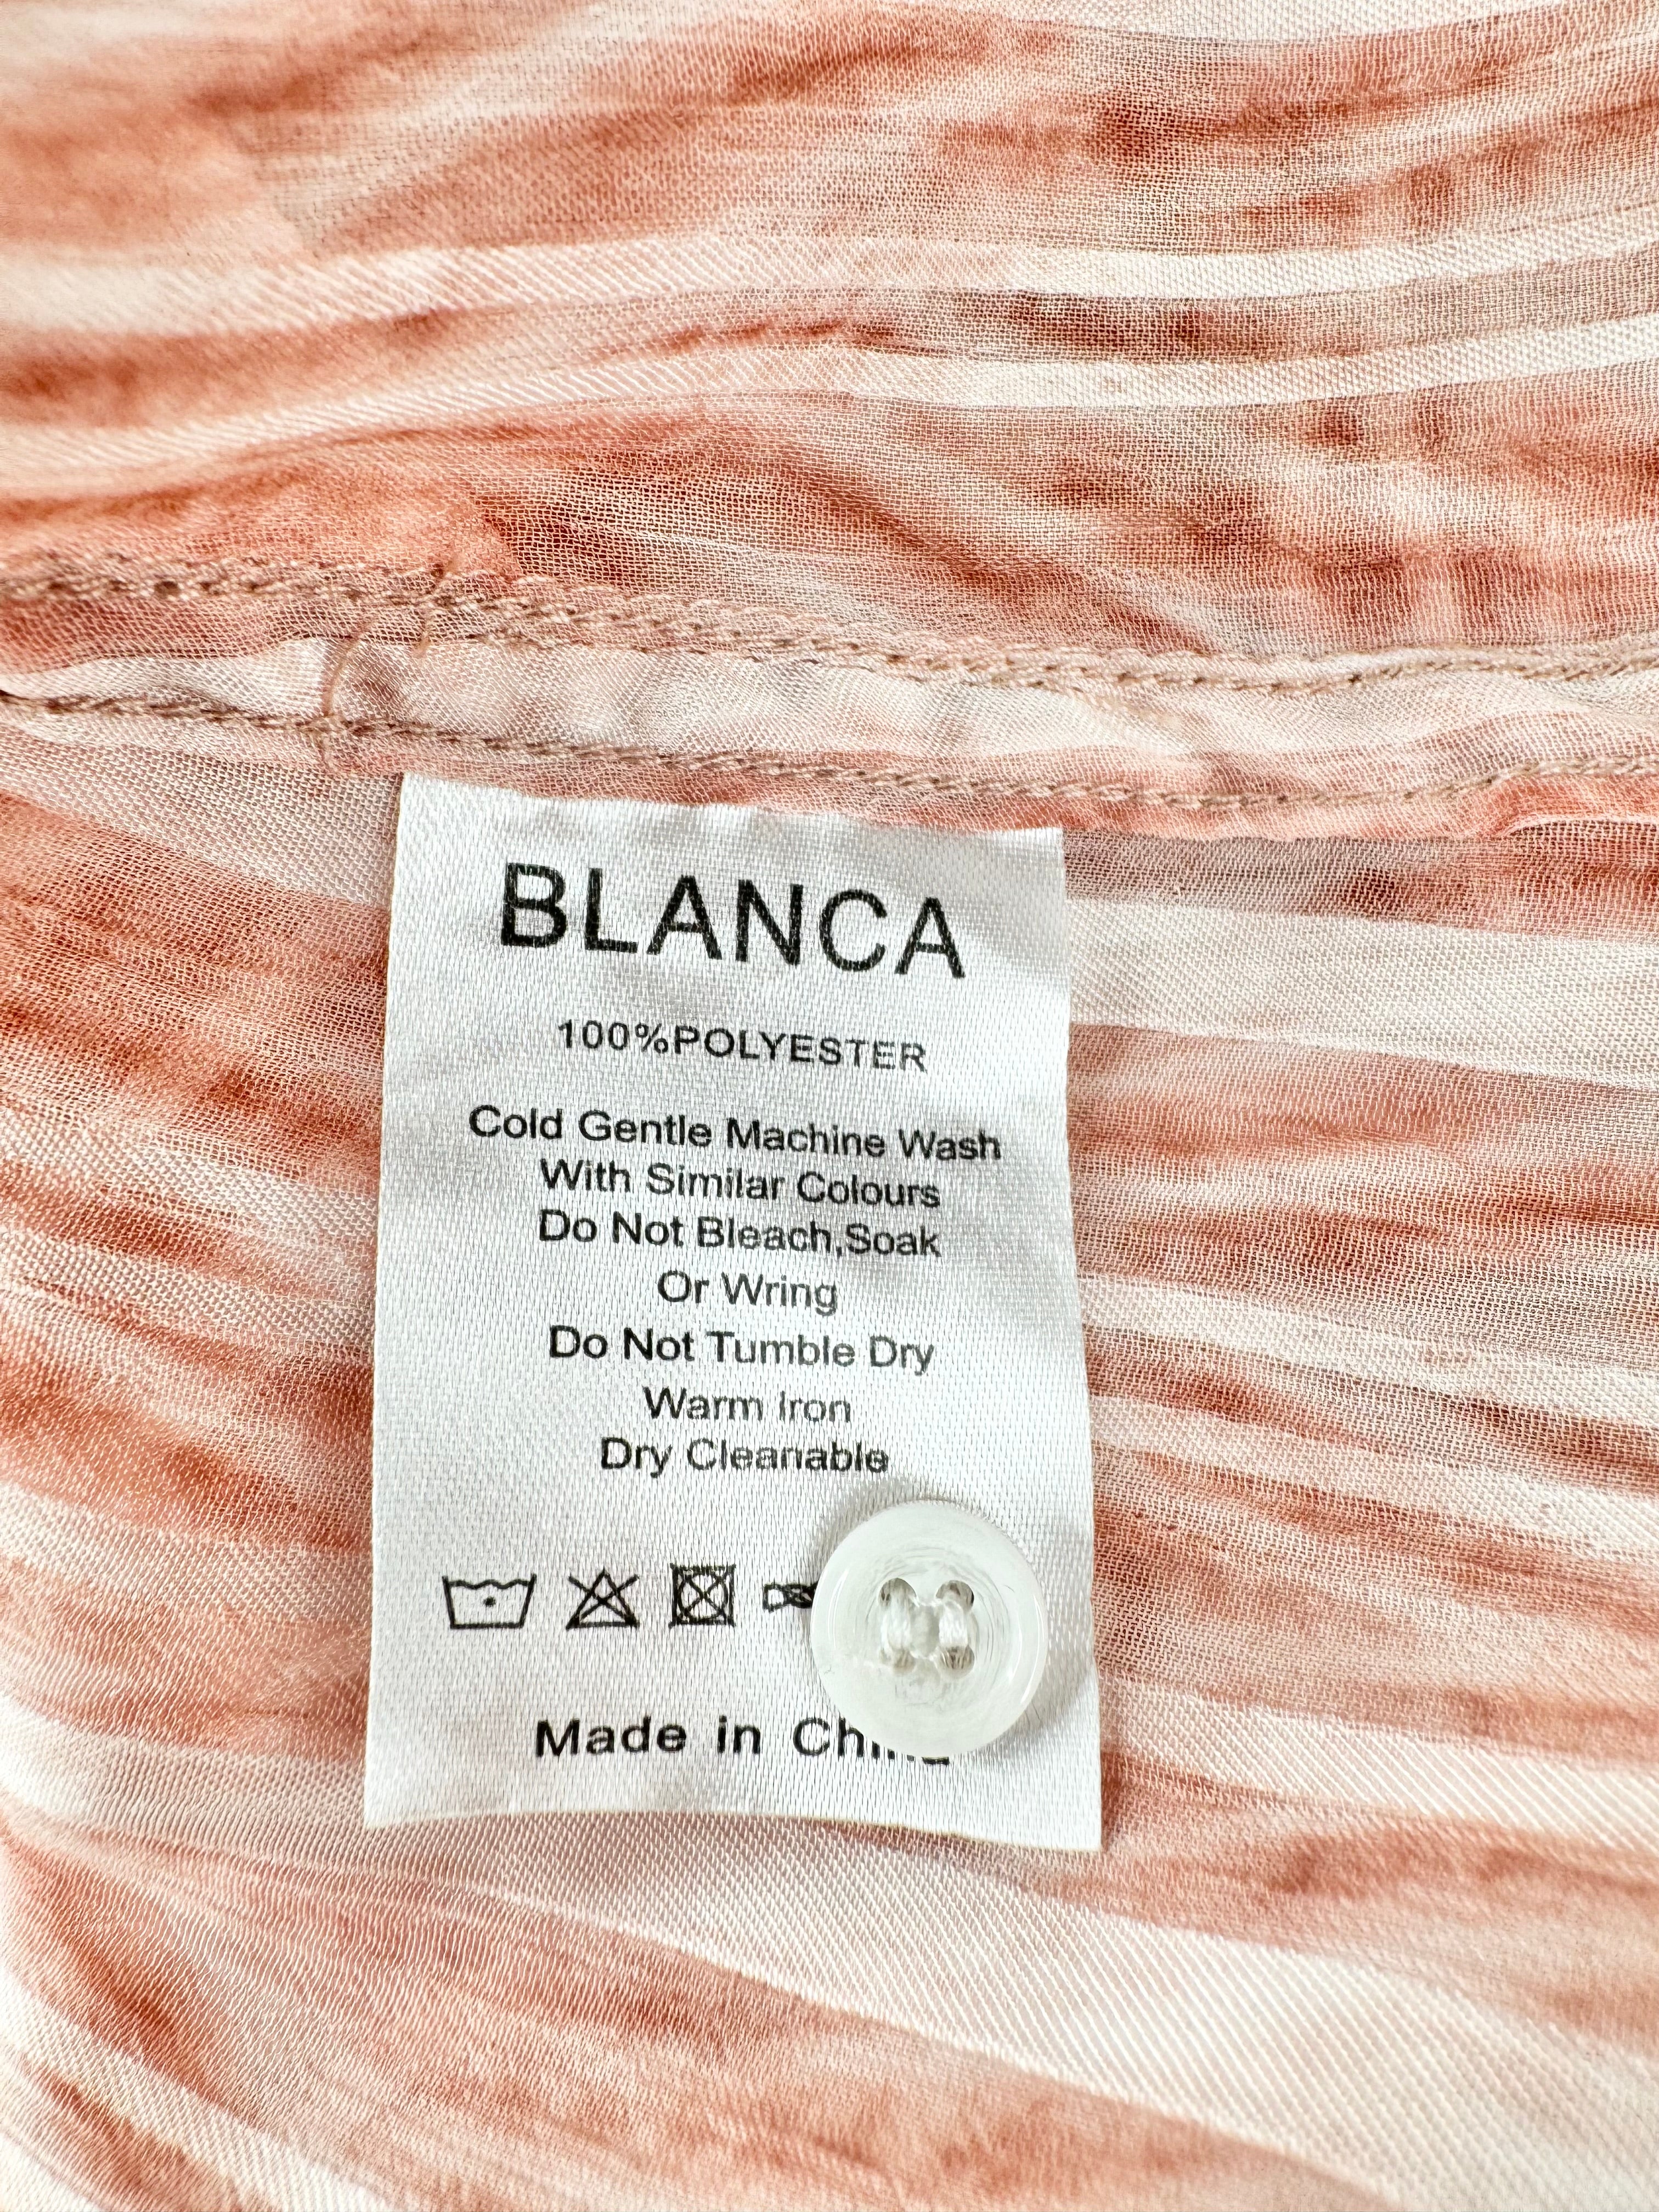 BLANCA
100%POLYESTER
Cold Gentle Machine Wash
With Similar Colours
Do Not Bleach,Soak
Or Wring
Do Not Tumble Dry
Warm Iron
Dry Cleanable
Made in China